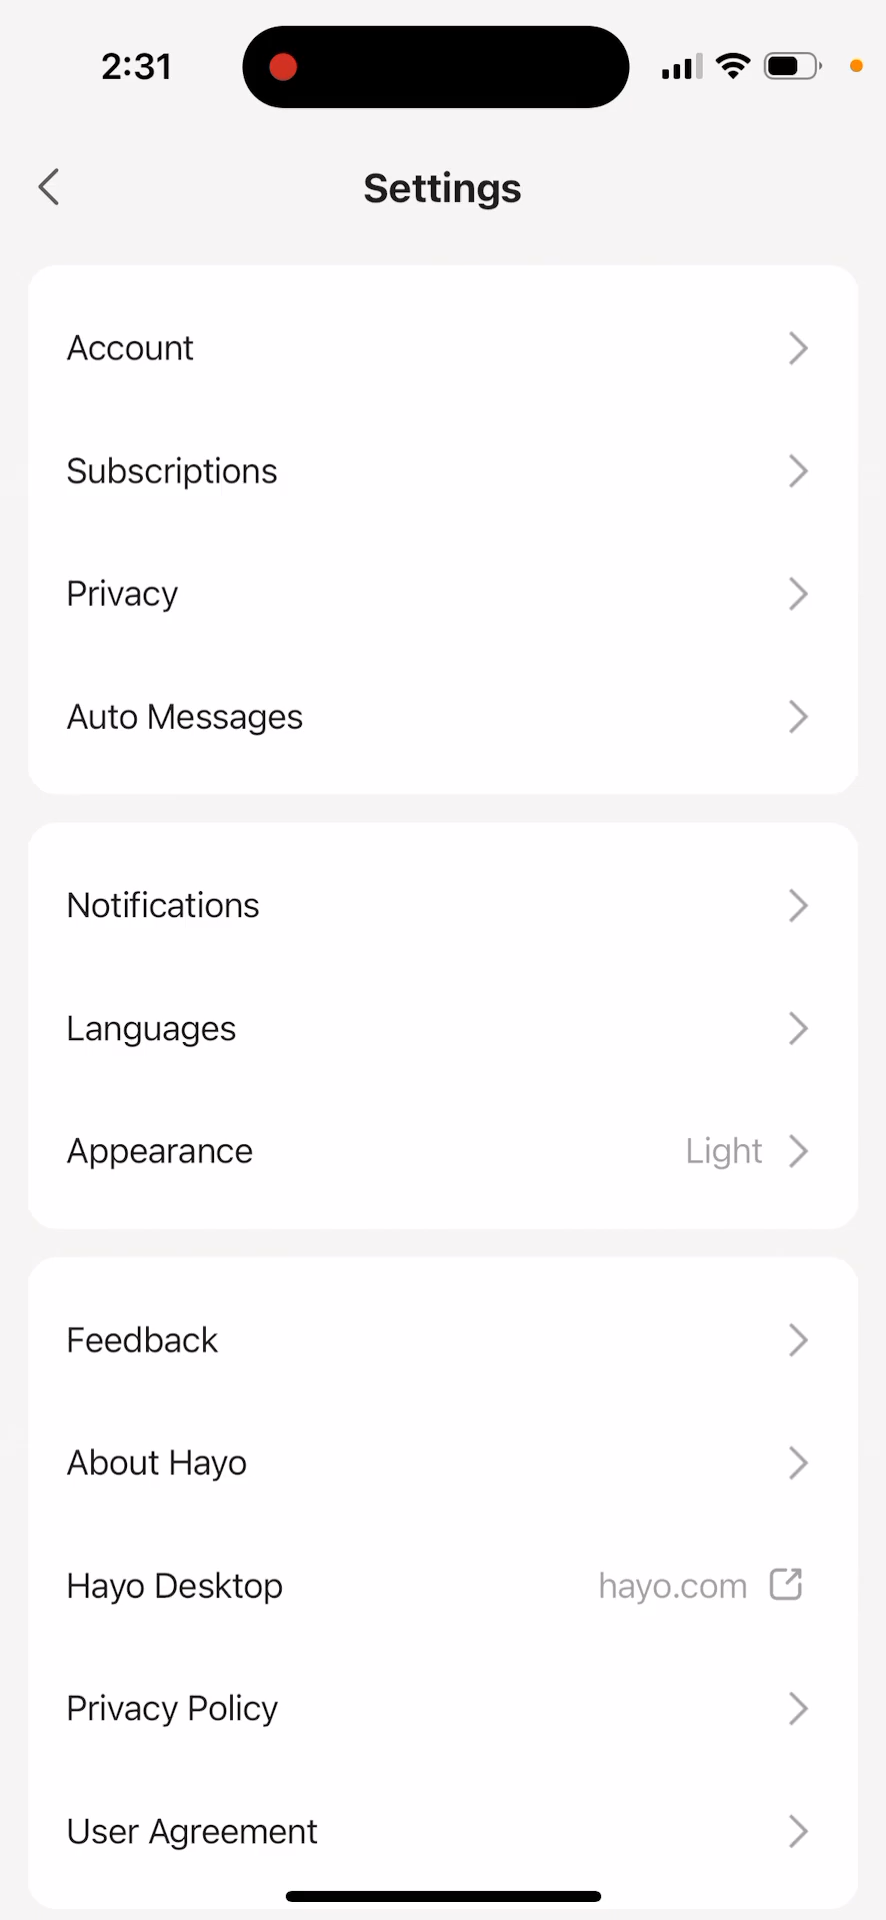 2:31
Settings
Account
Subscriptions
Privacy
Auto Messages
Notifications
Languages
Appearance Light
Feedback
About Hayo
Hayo Desktop hayo.com
Privacy Policy
User Agreement